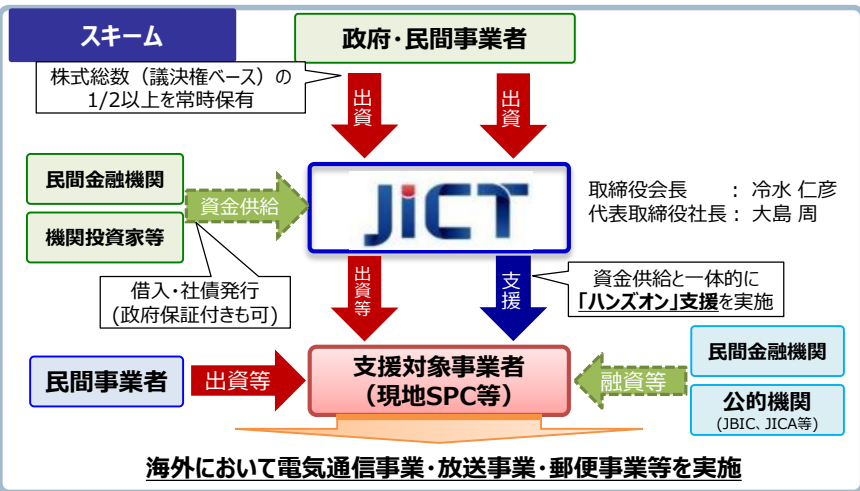 スキーム
政府・民間事業者
株式総数（議決権ベース）の
1/2以上を常時保有
出資
出資
民間金融機関
機関投資家等
資金供給
JiCT
取締役会長　　： 冷水 仁彦
代表取締役社長： 大島 周
借入・社債発行
(政府保証付きも可)
出資等
支援
資金供給と一体的に
「ハンズオン」支援を実施
民間事業者
出資等
支援対象事業者
（現地SPC等）
融資等
民間金融機関
公的機関
(JBIC、JICA等)
海外において電気通信事業・放送事業・郵便事業等を実施